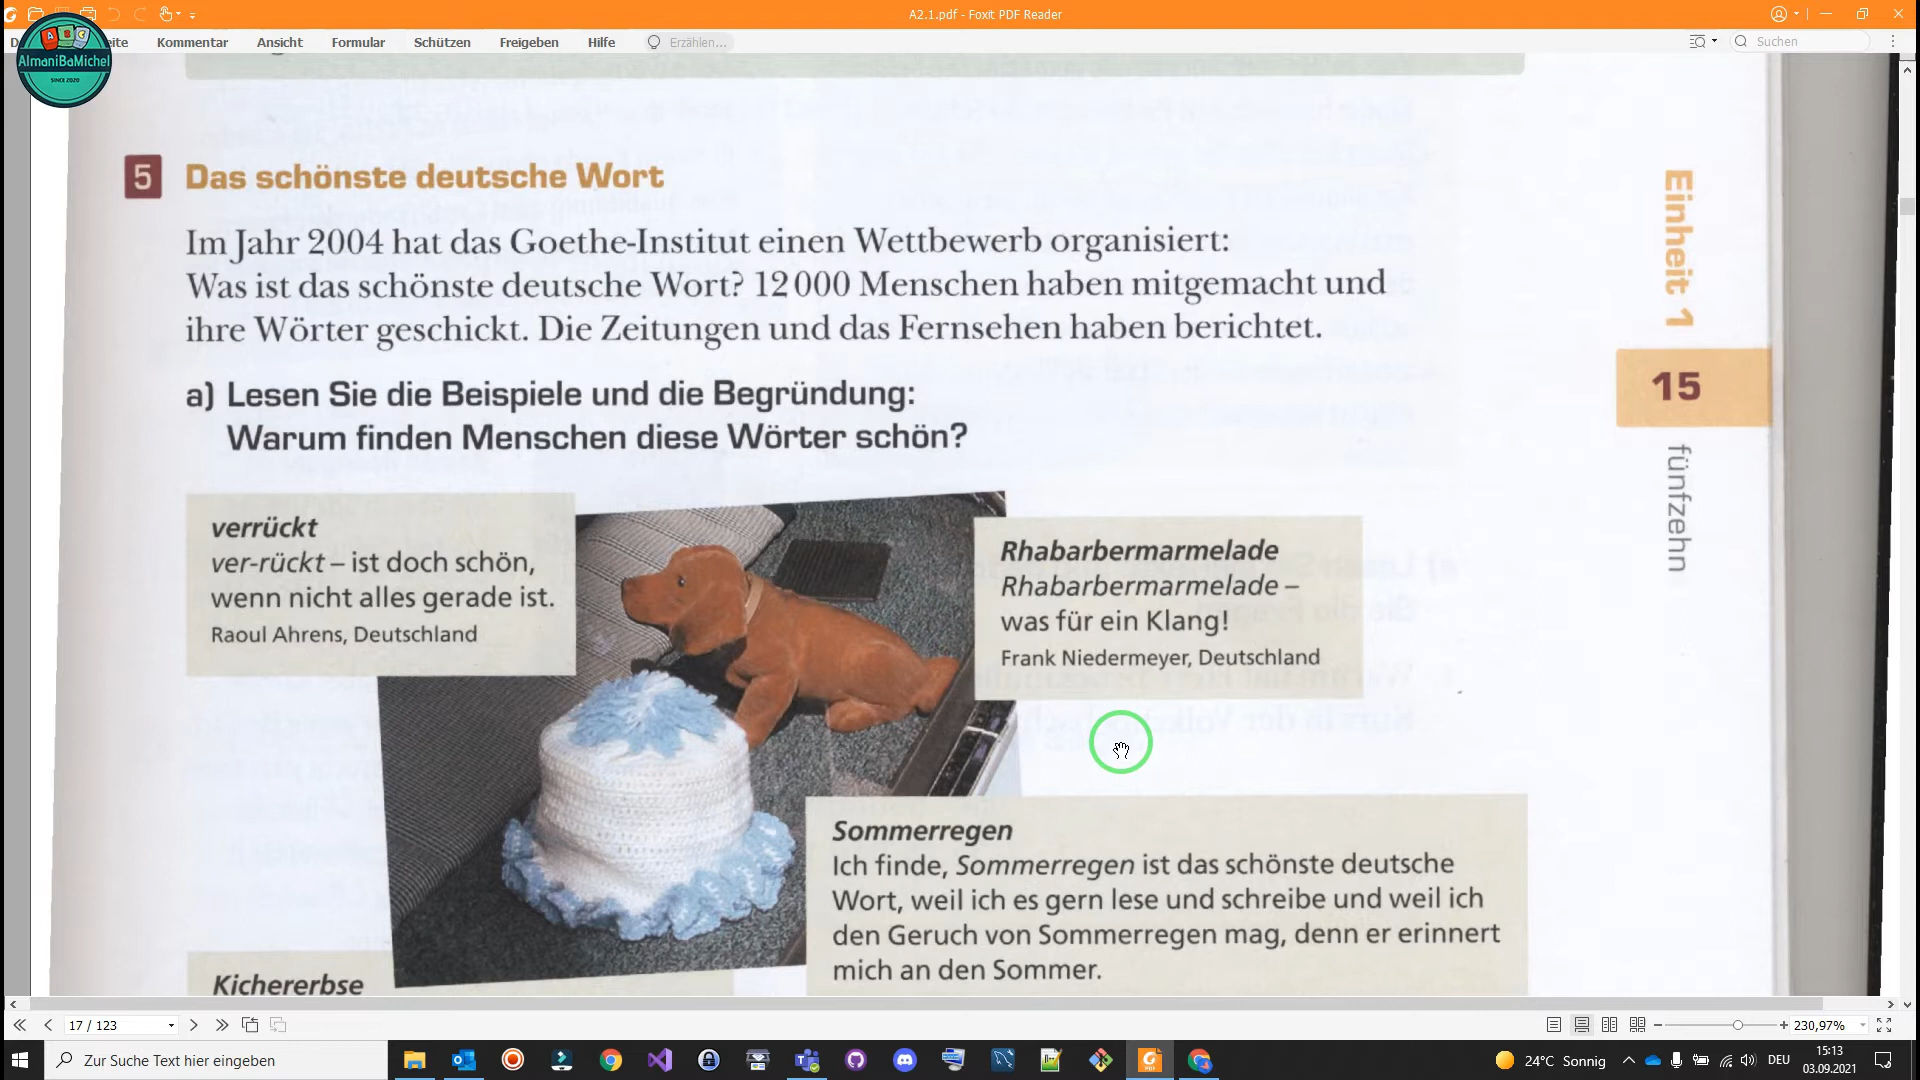 A2.1.pdf - Foxit PDF Reader
Kommentar Ansicht Formular Schützen Freigeben Hilfe Erzählen... Suchen
A B C
AlmaniBaMichel
SINCE 2020
5 Das schönste deutsche Wort
Im Jahr 2004 hat das Goethe-Institut einen Wettbewerb organisiert:
Was ist das schönste deutsche Wort? 12 000 Menschen haben mitgemacht und
ihre Wörter geschickt. Die Zeitungen und das Fernsehen haben berichtet.
a) Lesen Sie die Beispiele und die Begründung:
Warum finden Menschen diese Wörter schön?
Einheit 1
15
fünfzehn
verrückt
ver-rückt – ist doch schön,
wenn nicht alles gerade ist.
Raoul Ahrens, Deutschland
Rhabarbermarmelade
Rhabarbermarmelade –
was für ein Klang!
Frank Niedermeyer, Deutschland
Sommerregen
Ich finde, Sommerregen ist das schönste deutsche
Wort, weil ich es gern lese und schreibe und weil ich
den Geruch von Sommerregen mag, denn er erinnert
mich an den Sommer.
Kichererbse
17 / 123
230,97%
Zur Suche Text hier eingeben
24°C Sonnig
DEU
15:13
03.09.2021